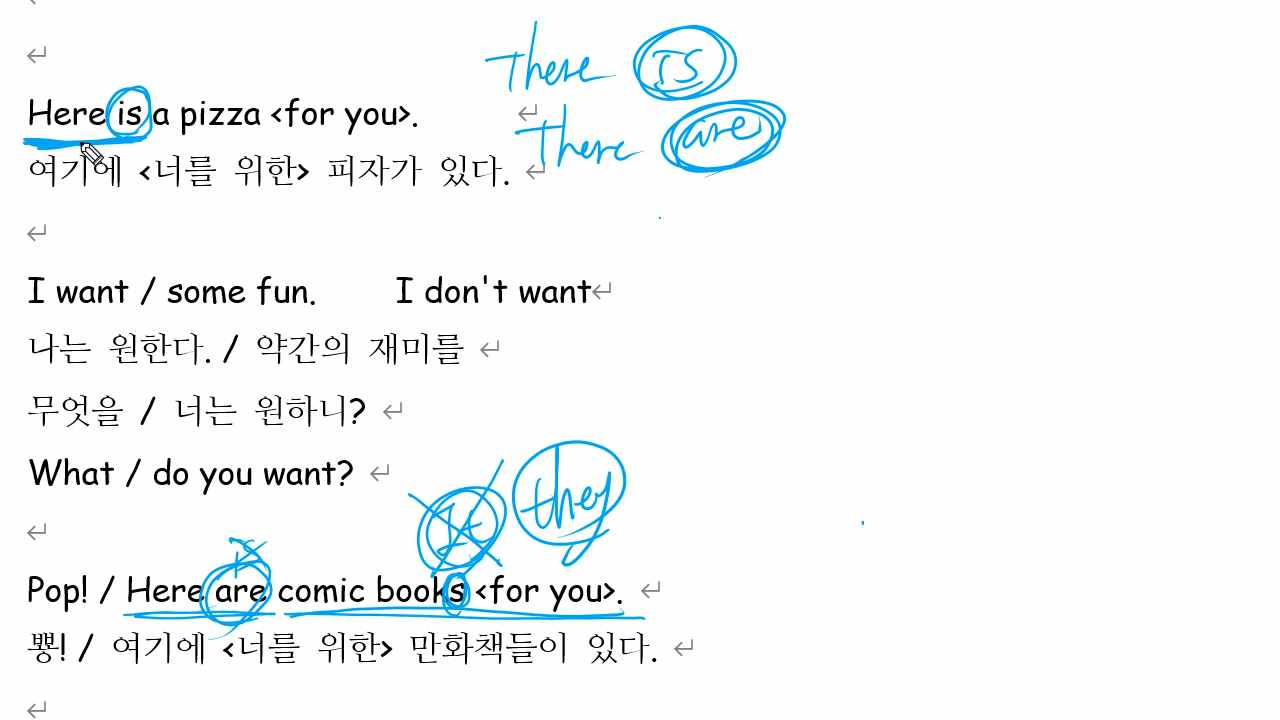 There is
Here is a pizza <for you>.
There are
여기에 <너를 위한> 피자가 있다.
I want / some fun. I don't want
나는 원한다. / 약간의 재미를
무엇을 / 너는 원하니?
What / do you want?
It they
is
Pop! / Here are comic books <for you>.
뿅! / 여기에 <너를 위한> 만화책들이 있다.